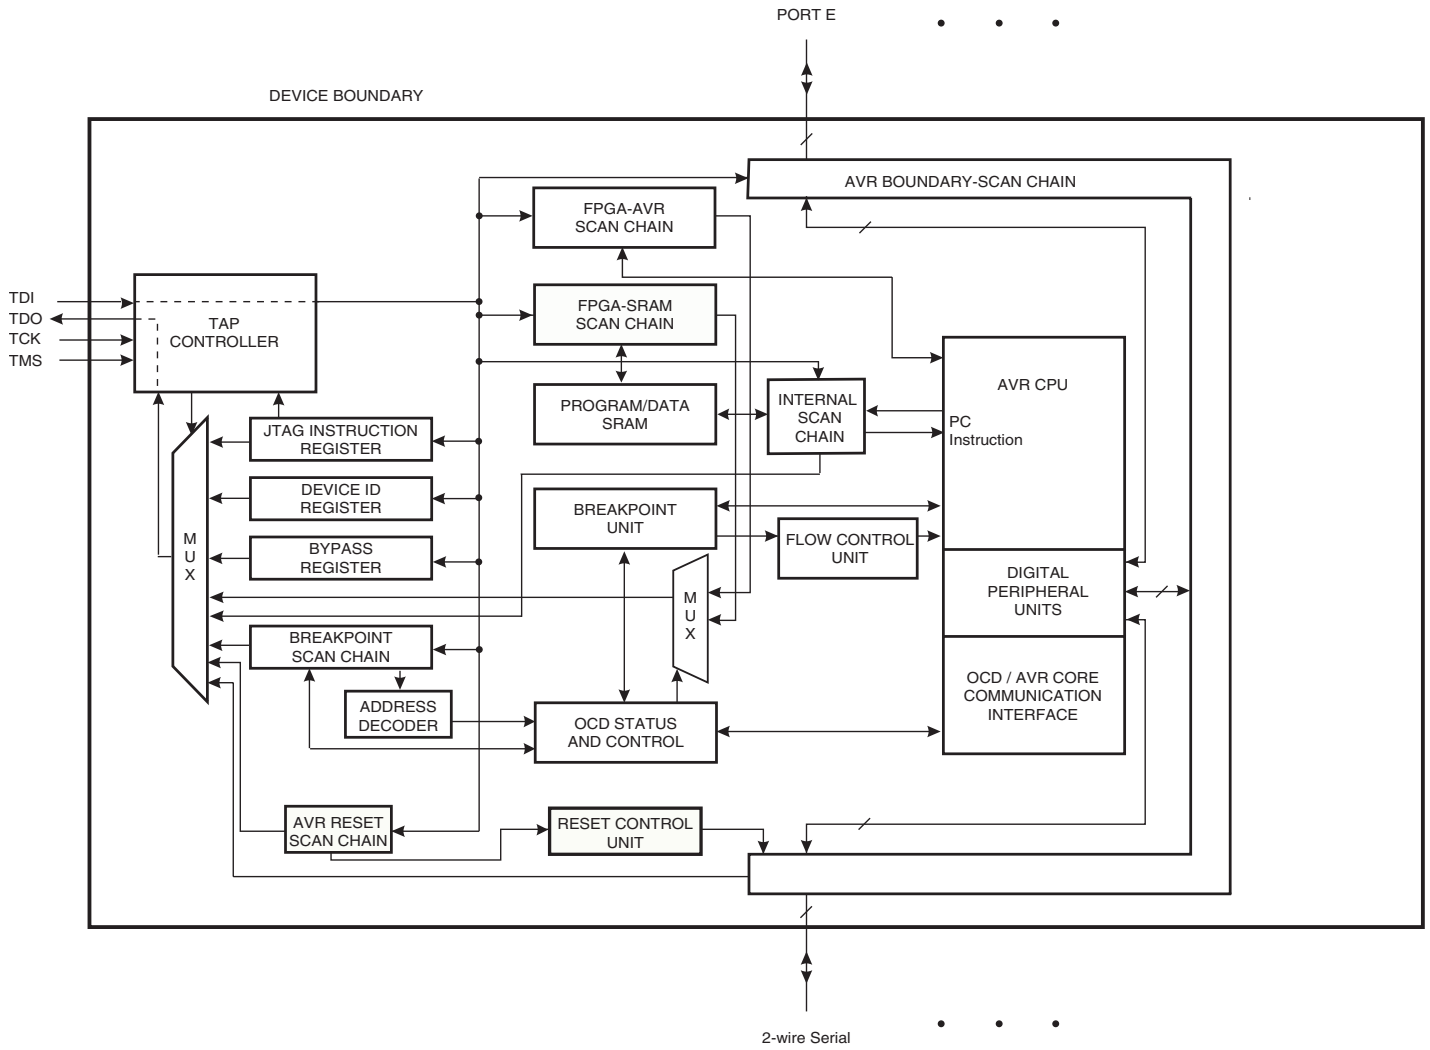 PORT E
DEVICE BOUNDARY
AVR BOUNDARY-SCAN CHAIN
FPGA-AVR
SCAN CHAIN
TDI
TDO
TCK
TMS
TAP
CONTROLLER
FPGA-SRAM
SCAN CHAIN
PROGRAM/DATA
SRAM
INTERNAL
SCAN
CHAIN
AVR CPU
PC
Instruction
JTAG INSTRUCTION
REGISTER
DEVICE ID
REGISTER
BREAKPOINT
UNIT
FLOW CONTROL
UNIT
M
U
X
BYPASS
REGISTER
DIGITAL
PERIPHERAL
UNITS
M
U
X
BREAKPOINT
SCAN CHAIN
ADDRESS
DECODER
OCD STATUS
AND CONTROL
OCD / AVR CORE
COMMUNICATION
INTERFACE
AVR RESET
SCAN CHAIN
RESET CONTROL
UNIT
2-wire Serial